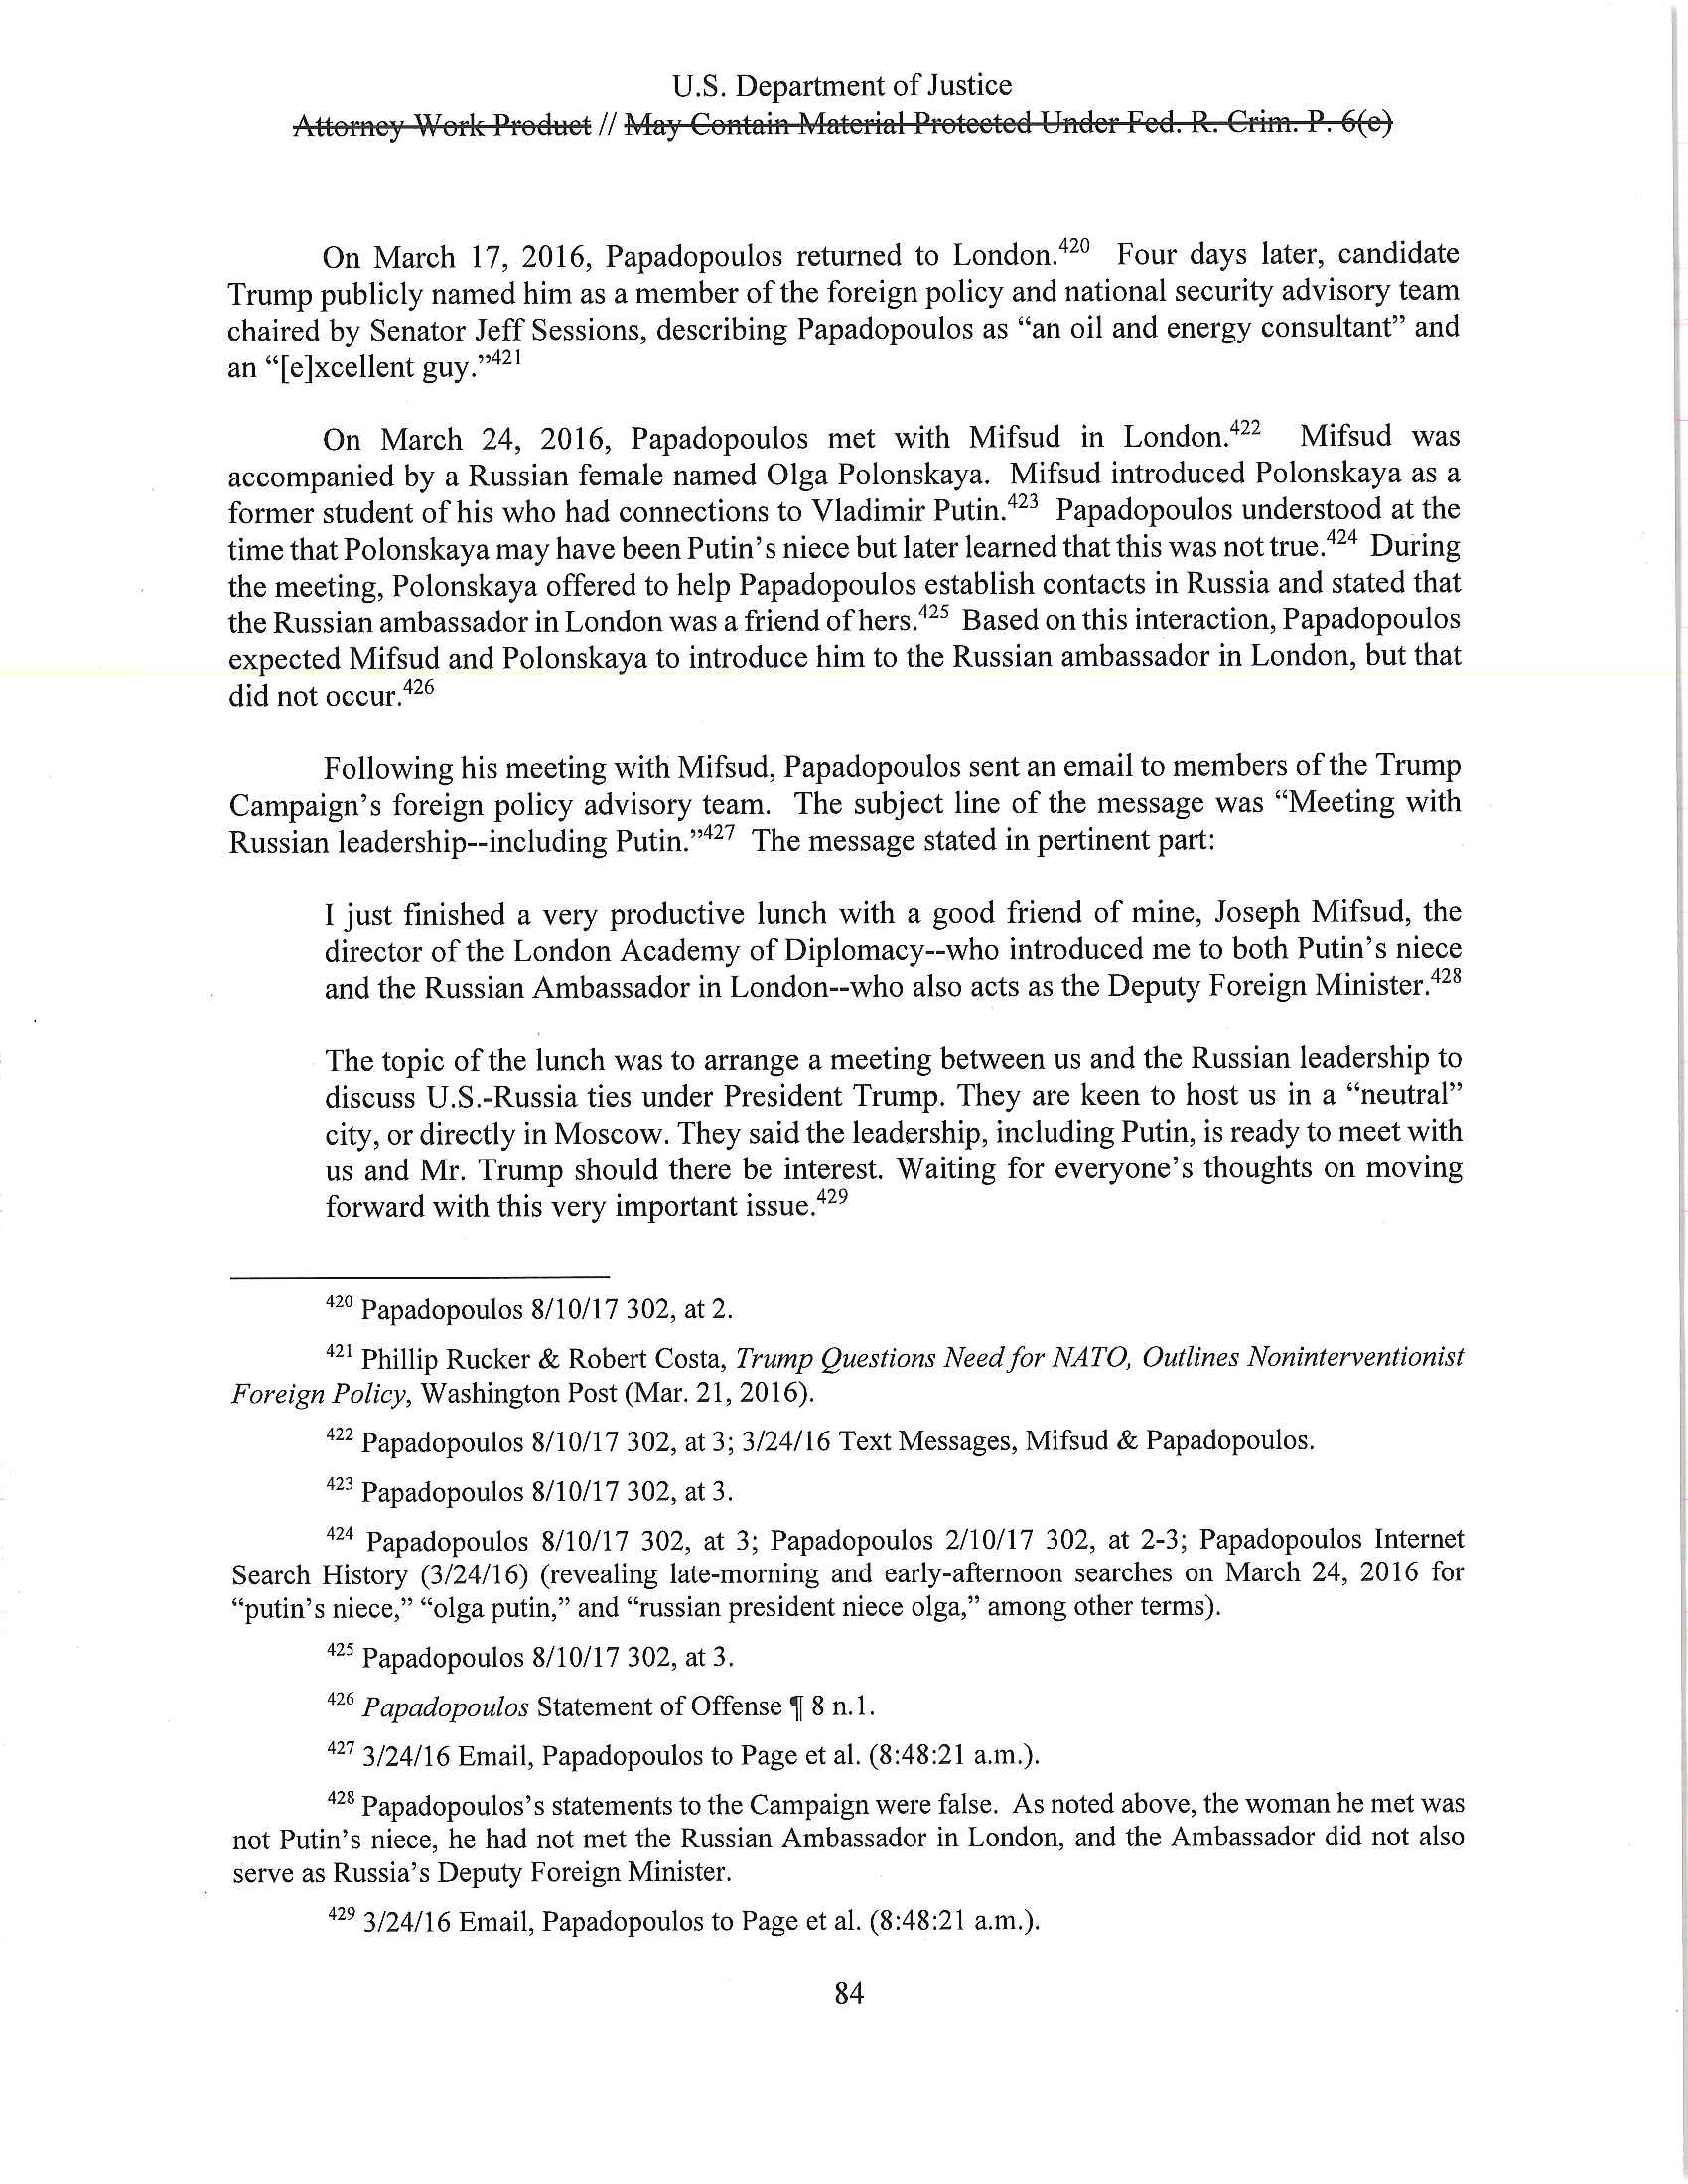 U.S. Department of Justice
Attorney Work Product // May Contain Material Protected Under Fed. R. Crim. P. 6(e)
On March 17, 2016, Papadopoulos returned to London.420 Four days later, candidate
Trump publicly named him as a member of the foreign policy and national security advisory team
chaired by Senator Jeff Sessions, describing Papadopoulos as “an oil and energy consultant” and
an “[e]xcellent guy.”421
On March 24, 2016, Papadopoulos met with Mifsud in London.422 Mifsud was
accompanied by a Russian female named Olga Polonskaya. Mifsud introduced Polonskaya as a
former student of his who had connections to Vladimir Putin.423 Papadopoulos understood at the
time that Polonskaya may have been Putin’s niece but later learned that this was not true.424 During
the meeting, Polonskaya offered to help Papadopoulos establish contacts in Russia and stated that
the Russian ambassador in London was a friend of hers.425 Based on this interaction, Papadopoulos
expected Mifsud and Polonskaya to introduce him to the Russian ambassador in London, but that
did not occur.426
Following his meeting with Mifsud, Papadopoulos sent an email to members of the Trump
Campaign’s foreign policy advisory team. The subject line of the message was “Meeting with
Russian leadership--including Putin.”427 The message stated in pertinent part:
I just finished a very productive lunch with a good friend of mine, Joseph Mifsud, the
director of the London Academy of Diplomacy--who introduced me to both Putin’s niece
and the Russian Ambassador in London--who also acts as the Deputy Foreign Minister.428
The topic of the lunch was to arrange a meeting between us and the Russian leadership to
discuss U.S.-Russia ties under President Trump. They are keen to host us in a “neutral”
city, or directly in Moscow. They said the leadership, including Putin, is ready to meet with
us and Mr. Trump should there be interest. Waiting for everyone’s thoughts on moving
forward with this very important issue.429
420 Papadopoulos 8/10/17 302, at 2.
421 Phillip Rucker & Robert Costa, Trump Questions Need for NATO, Outlines Noninterventionist
Foreign Policy, Washington Post (Mar. 21, 2016).
422 Papadopoulos 8/10/17 302, at 3; 3/24/16 Text Messages, Mifsud & Papadopoulos.
423 Papadopoulos 8/10/17 302, at 3.
424 Papadopoulos 8/10/17 302, at 3; Papadopoulos 2/10/17 302, at 2-3; Papadopoulos Internet
Search History (3/24/16) (revealing late-morning and early-afternoon searches on March 24, 2016 for
“putin’s niece,” “olga putin,” and “russian president niece olga,” among other terms).
425 Papadopoulos 8/10/17 302, at 3.
426 Papadopoulos Statement of Offense ¶ 8 n.1.
427 3/24/16 Email, Papadopoulos to Page et al. (8:48:21 a.m.).
428 Papadopoulos’s statements to the Campaign were false. As noted above, the woman he met was
not Putin’s niece, he had not met the Russian Ambassador in London, and the Ambassador did not also
serve as Russia’s Deputy Foreign Minister.
429 3/24/16 Email, Papadopoulos to Page et al. (8:48:21 a.m.).
84